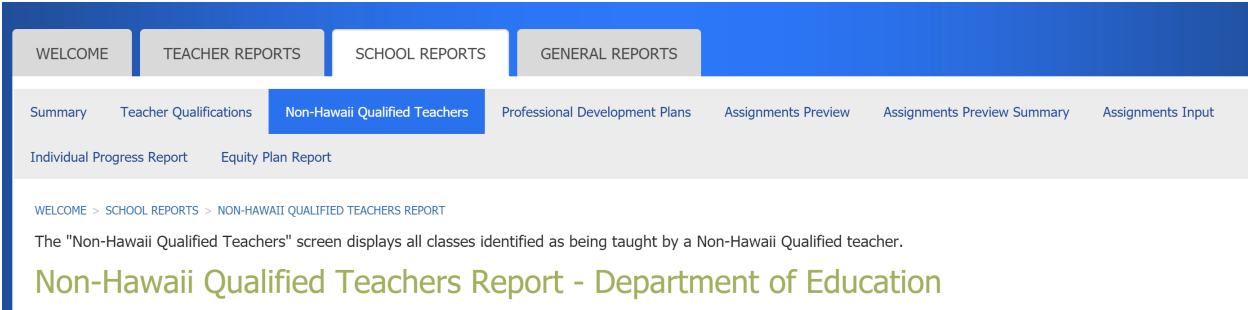 WELCOME TEACHER REPORTS SCHOOL REPORTS GENERAL REPORTS
Summary Teacher Qualifications Non-Hawaii Qualified Teachers Professional Development Plans Assignments Preview Assignments Preview Summary Assignments Input
Individual Progress Report Equity Plan Report
WELCOME > SCHOOL REPORTS > NON-HAWAII QUALIFIED TEACHERS REPORT
The "Non-Hawaii Qualified Teachers" screen displays all classes identified as being taught by a Non-Hawaii Qualified teacher.
Non-Hawaii Qualified Teachers Report - Department of Education